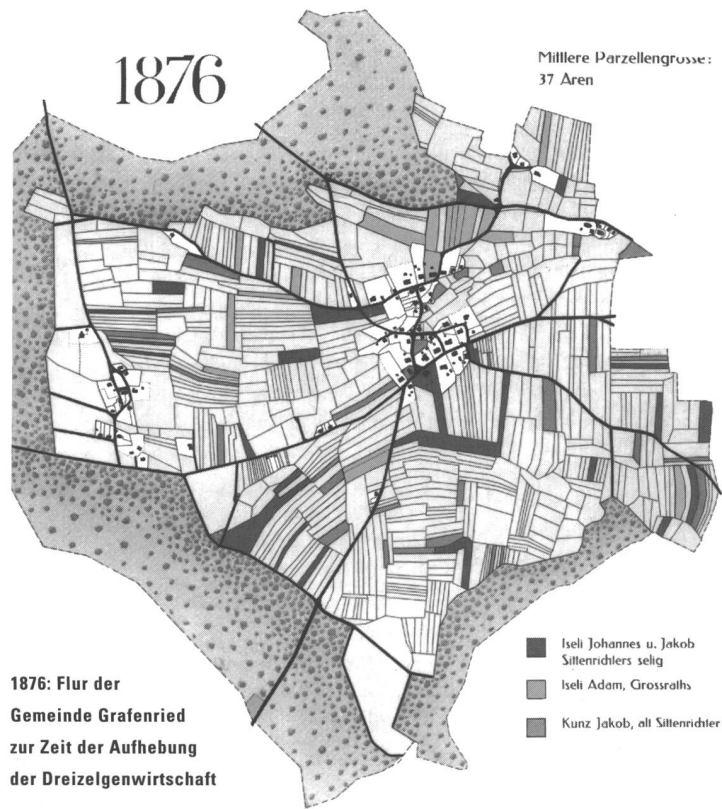 1876
Mittlere Parzellengrösse:
37 Aren
Iseli Johannes u. Jakob
Sittenrichters selig
Iseli Adam, Grossraths
Kunz Jakob, alt Sittenrichter
1876: Flur der
Gemeinde Grafenried
zur Zeit der Aufhebung
der Dreizelgenwirtschaft